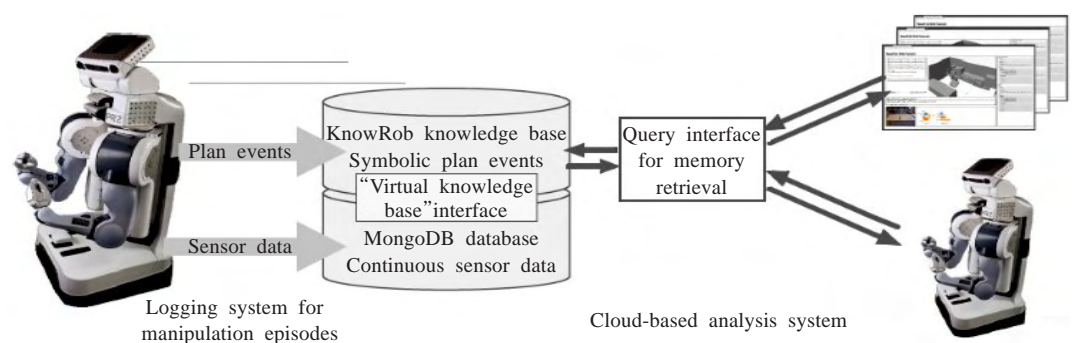 KnowRob knowledge base
Plan events
Symbolic plan events
“Virtual knowledge
base”interface
Sensor data
MongoDB database
Continuous sensor data
Query interface
for memory
retrieval
Logging system for
manipulation episodes
Cloud-based analysis system
PR2